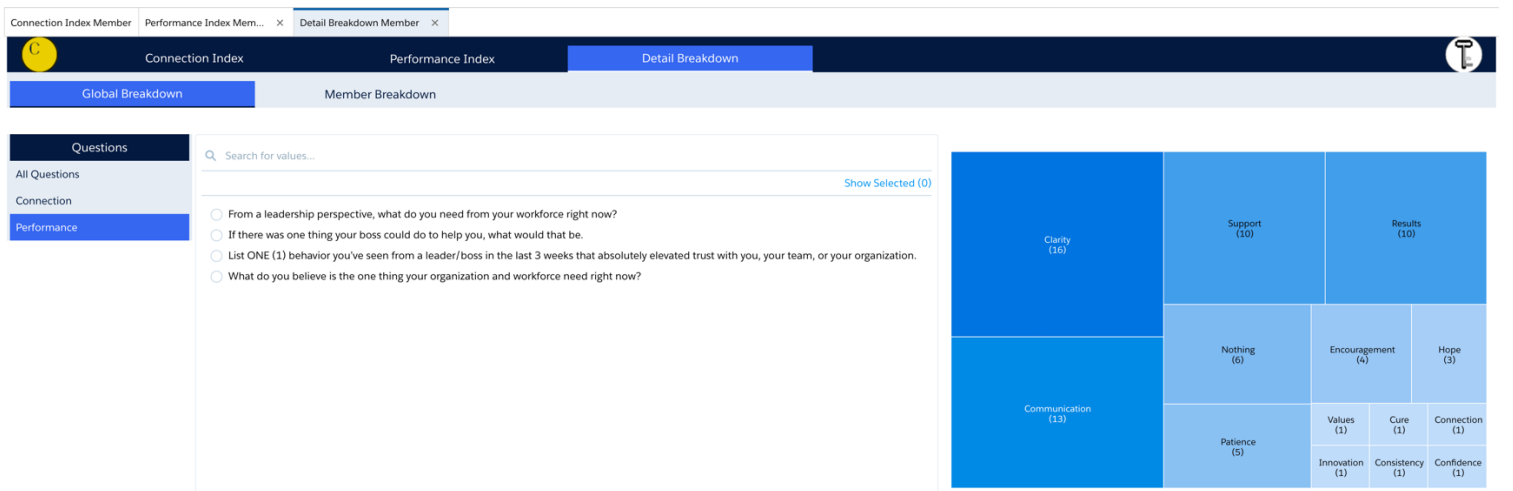 Connection Index Member
Performance Index Mem... ×
Detail Breakdown Member ×
C
Connection Index
Performance Index
Detail Breakdown
Global Breakdown
Member Breakdown
Questions
All Questions
Connection
Performance
Search for values...
Show Selected (0)
From a leadership perspective, what do you need from your workforce right now?
If there was one thing your boss could do to help you, what would that be.
List ONE (1) behavior you've seen from a leader/boss in the last 3 weeks that absolutely elevated trust with you, your team, or your organization.
What do you believe is the one thing your organization and workforce need right now?
Clarity
(16)
Communication
(13)
Support
(10)
Results
(10)
Nothing
(6)
Encouragement
(4)
Hope
(3)
Patience
(5)
Values
(1)
Cure
(1)
Connection
(1)
Innovation
(1)
Consistency
(1)
Confidence
(1)